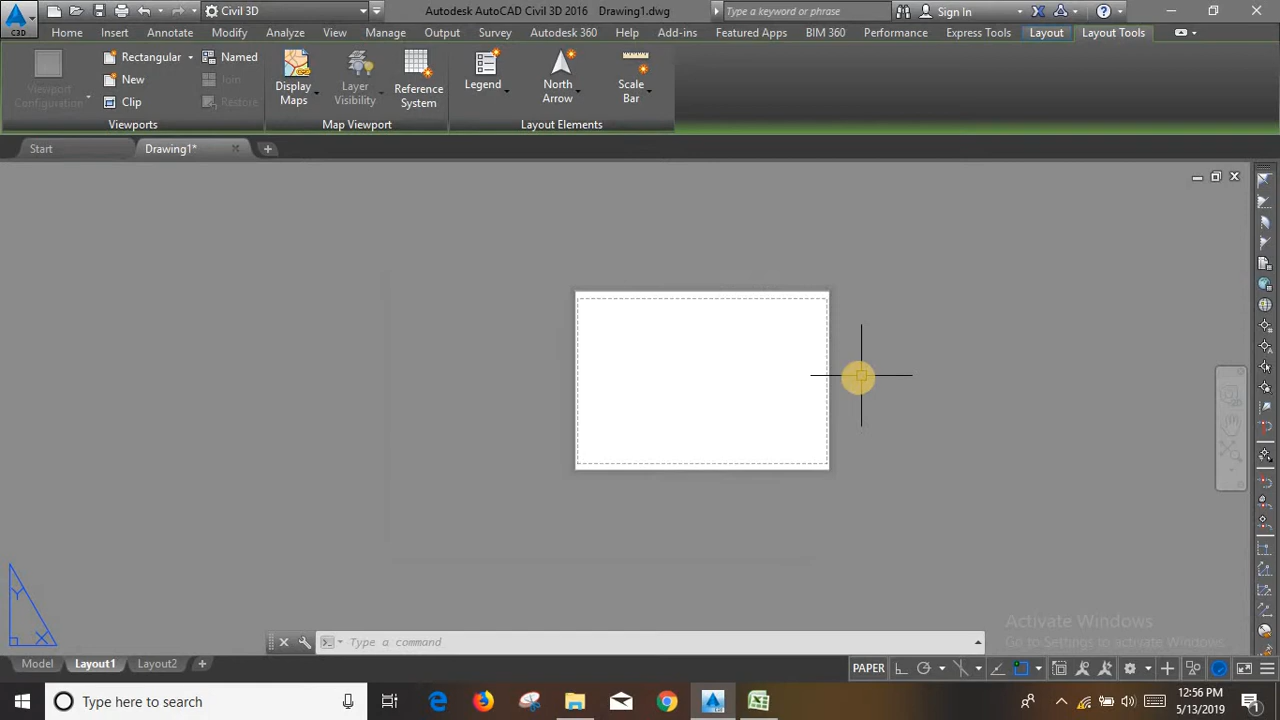 C3D Civil 3D Autodesk AutoCAD Civil 3D 2016 Drawing1.dwg Type a keyword or phrase Sign In
Home Insert Annotate Modify Analyze View Manage Output Survey Autodesk 360 Help Add-ins Featured Apps BIM 360 Performance Express Tools Layout Layout Tools
Viewport Configuration
Rectangular
New
Clip
Named
Join
Restore
Display Maps
Layer Visibility
Reference System
Legend
North Arrow
Scale Bar
Viewports Map Viewport Layout Elements
Start Drawing1*
Y
X
Activate Windows
Go to Settings to activate Windows.
Type a command
Model Layout1 Layout2
PAPER
Type here to search
12:56 PM
5/13/2019
1